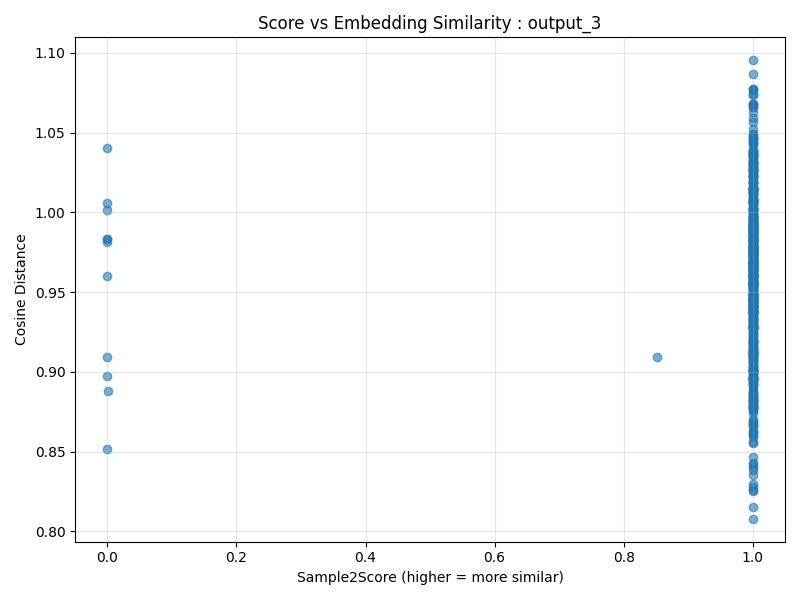 Score vs Embedding Similarity : output_3
Cosine Distance
1.10
1.05
1.00
0.95
0.90
0.85
0.80
0.0 0.2 0.4 0.6 0.8 1.0
Sample2Score (higher = more similar)